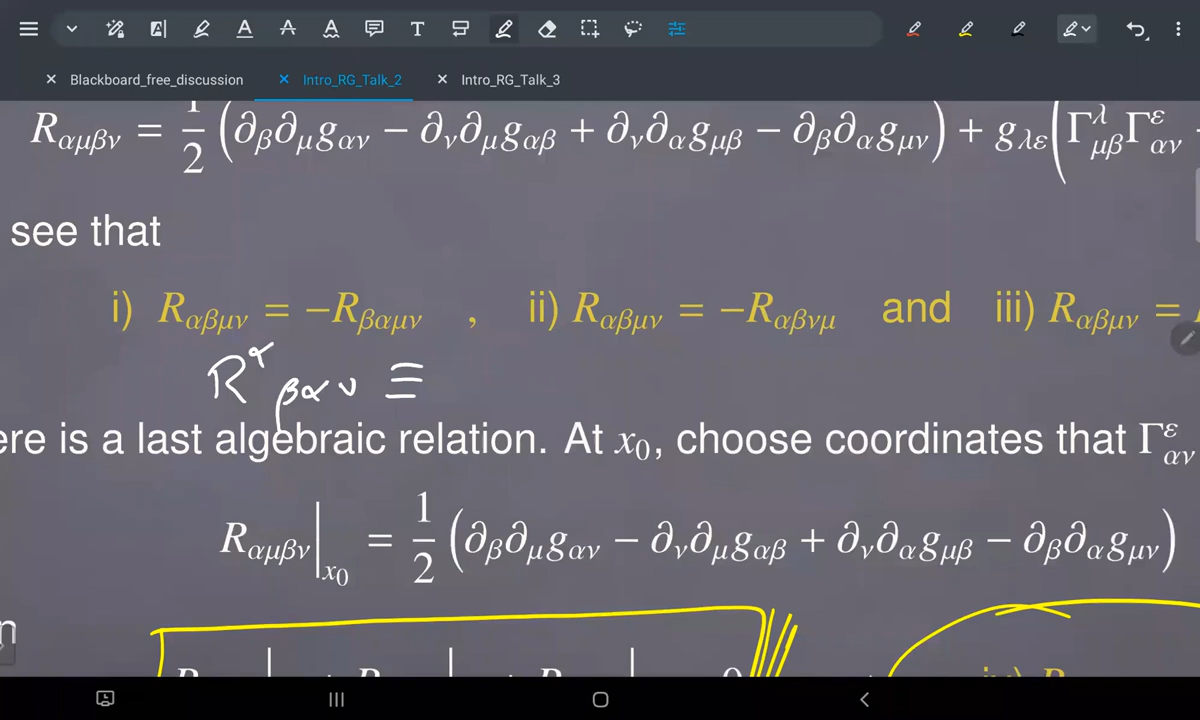 Blackboard_free_discussion Intro_RG_Talk_2 Intro_RG_Talk_3
R_{αμβν} = 1/2 (∂_β∂_μ g_{αν} − ∂_ν∂_μ g_{αβ} + ∂_ν∂_α g_{μβ} − ∂_β∂_α g_{μν}) + g_{λε}(Γ^λ_{μβ}Γ^ε_{αν}
see that
i) R_{αβμν} = −R_{βαμν} , ii) R_{αβμν} = −R_{αβνμ} and iii) R_{αβμν} =
R^α_{βαν} ≡
ere is a last algebraic relation. At x₀, choose coordinates that Γ^ε_{αν}
R_{αμβν}|_{x₀} = 1/2 (∂_β∂_μ g_{αν} − ∂_ν∂_μ g_{αβ} + ∂_ν∂_α g_{μβ} − ∂_β∂_α g_{μν})
n